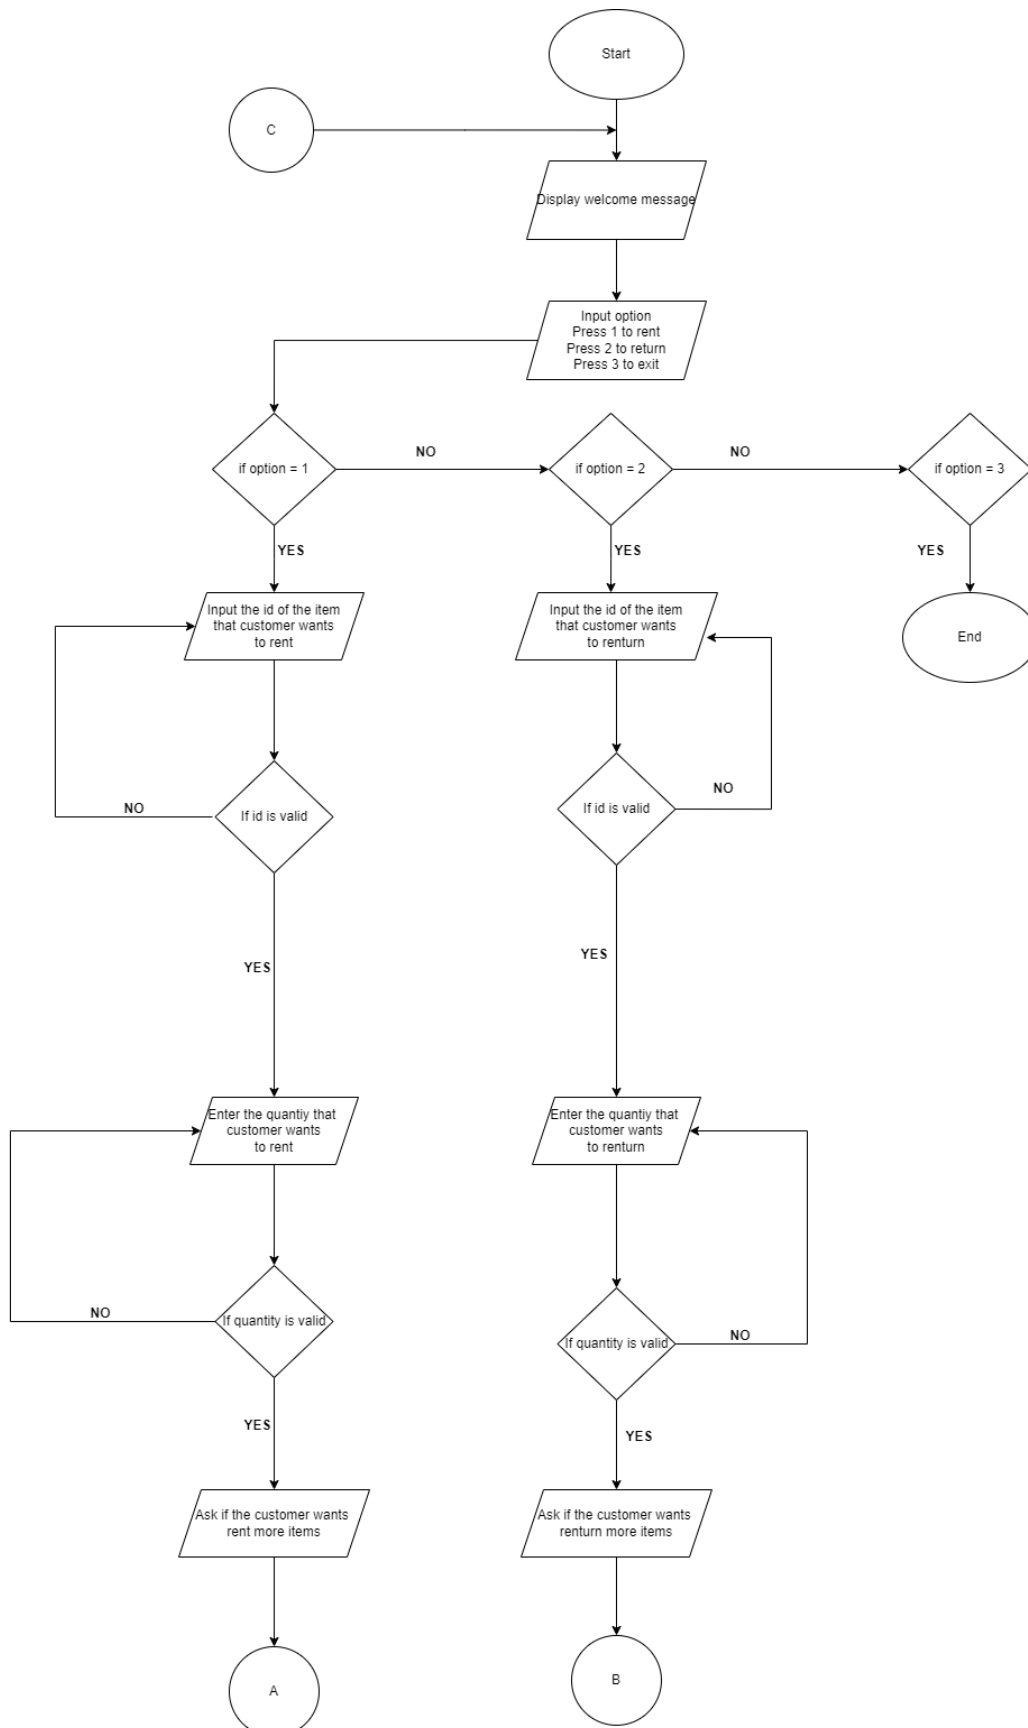 Start
C
Display welcome message
Input option
Press 1 to rent
Press 2 to return
Press 3 to exit
if option = 1
NO
if option = 2
NO
if option = 3
YES
YES
YES
Input the id of the item
that customer wants
to rent
Input the id of the item
that customer wants
to renturn
End
If id is valid
NO
If id is valid
NO
YES
YES
Enter the quantiy that
customer wants
to rent
Enter the quantiy that
customer wants
to renturn
If quantity is valid
NO
If quantity is valid
NO
YES
YES
Ask if the customer wants
rent more items
Ask if the customer wants
renturn more items
A
B